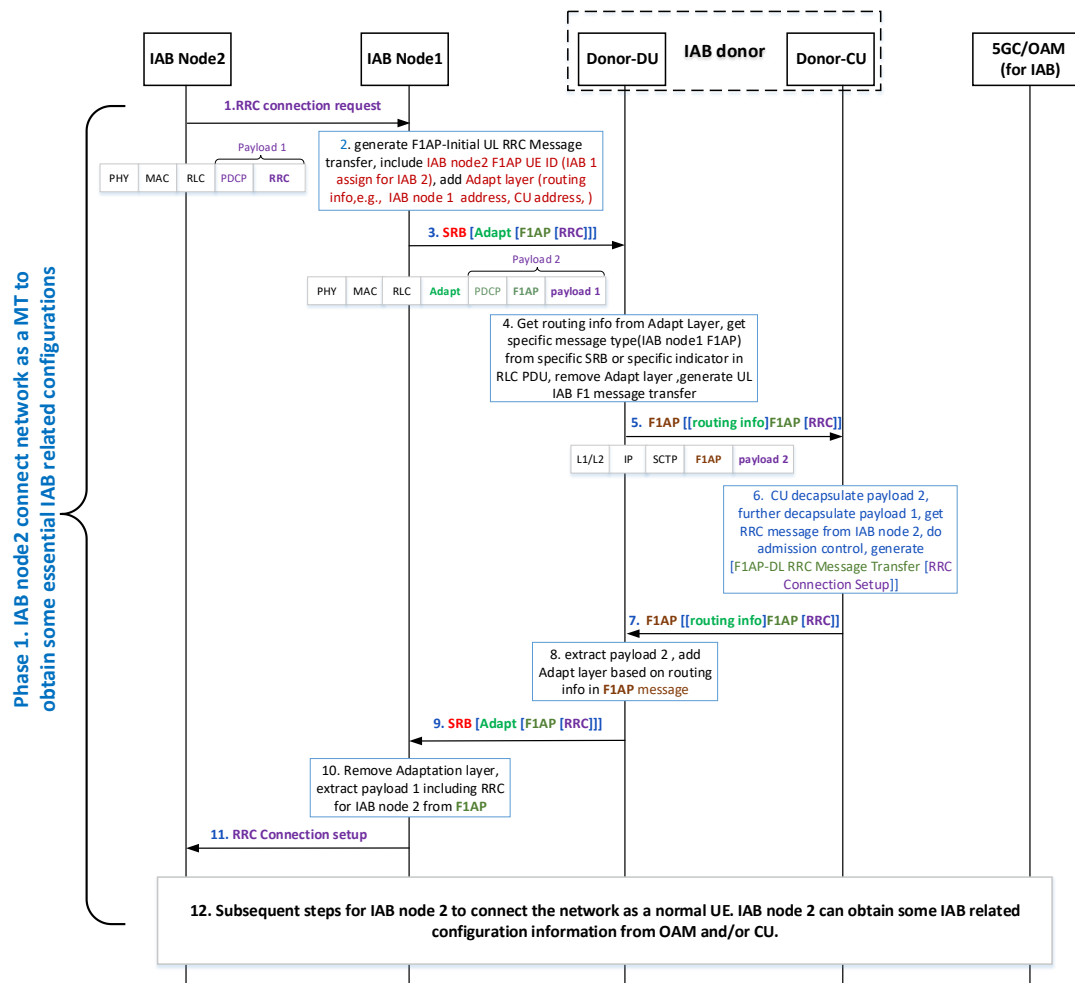 IAB donor
IAB Node2
IAB Node1
Donor-DU
Donor-CU
5GC/OAM
(for IAB)
Phase 1. IAB node2 connect network as a MT to
obtain some essential IAB related configurations
1.RRC connection request
Payload 1
PHY MAC RLC PDCP RRC
2. generate F1AP-Initial UL RRC Message
transfer, include IAB node2 F1AP UE ID (IAB 1
assign for IAB 2), add Adapt layer (routing
info,e.g., IAB node 1 address, CU address, )
3. SRB [Adapt [F1AP [RRC]]]
Payload 2
PHY MAC RLC Adapt PDCP F1AP payload 1
4. Get routing info from Adapt Layer, get
specific message type(IAB node1 F1AP)
from specific SRB or specific indicator in
RLC PDU, remove Adapt layer ,generate UL
IAB F1 message transfer
5. F1AP [[routing info]F1AP [RRC]]
L1/L2 IP SCTP F1AP payload 2
6. CU decapsulate payload 2,
further decapsulate payload 1, get
RRC message from IAB node 2, do
admission control, generate
[F1AP-DL RRC Message Transfer [RRC
Connection Setup]]
7. F1AP [[routing info]F1AP [RRC]]
8. extract payload 2 , add
Adapt layer based on routing
info in F1AP message
9. SRB [Adapt [F1AP [RRC]]]
10. Remove Adaptation layer,
extract payload 1 including RRC
for IAB node 2 from F1AP
11. RRC Connection setup
12. Subsequent steps for IAB node 2 to connect the network as a normal UE. IAB node 2 can obtain some IAB related
configuration information from OAM and/or CU.